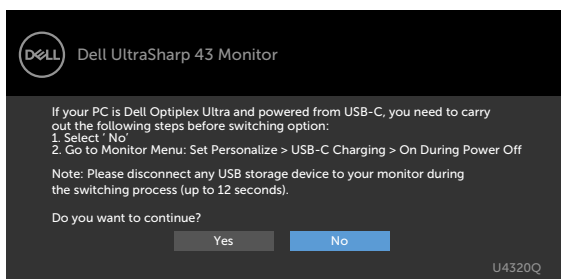 DELL
Dell UltraSharp 43 Monitor
If your PC is Dell Optiplex Ultra and powered from USB-C, you need to carry
out the following steps before switching option:
1. Select ‘ No’
2. Go to Monitor Menu: Set Personalize > USB-C Charging > On During Power Off
Note: Please disconnect any USB storage device to your monitor during
the switching process (up to 12 seconds).
Do you want to continue?
Yes
No
U4320Q